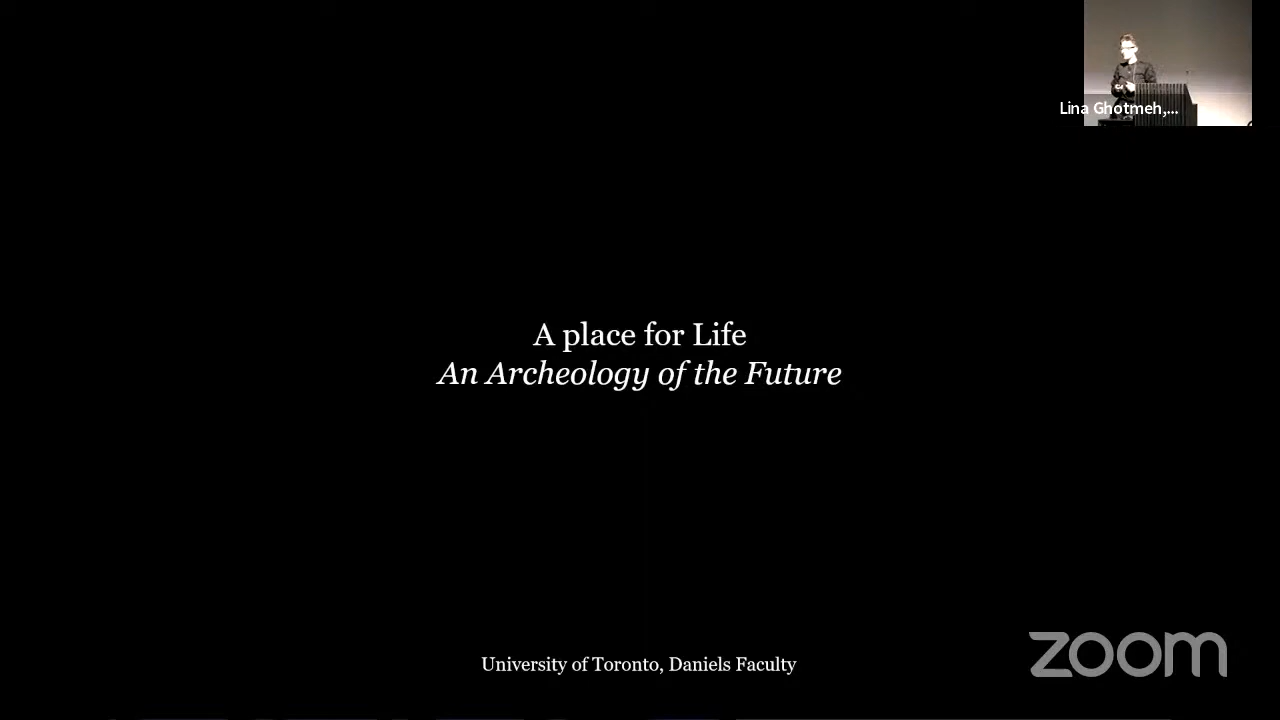 Lina Ghotmeh,...
A place for Life
An Archeology of the Future
University of Toronto, Daniels Faculty
zoom